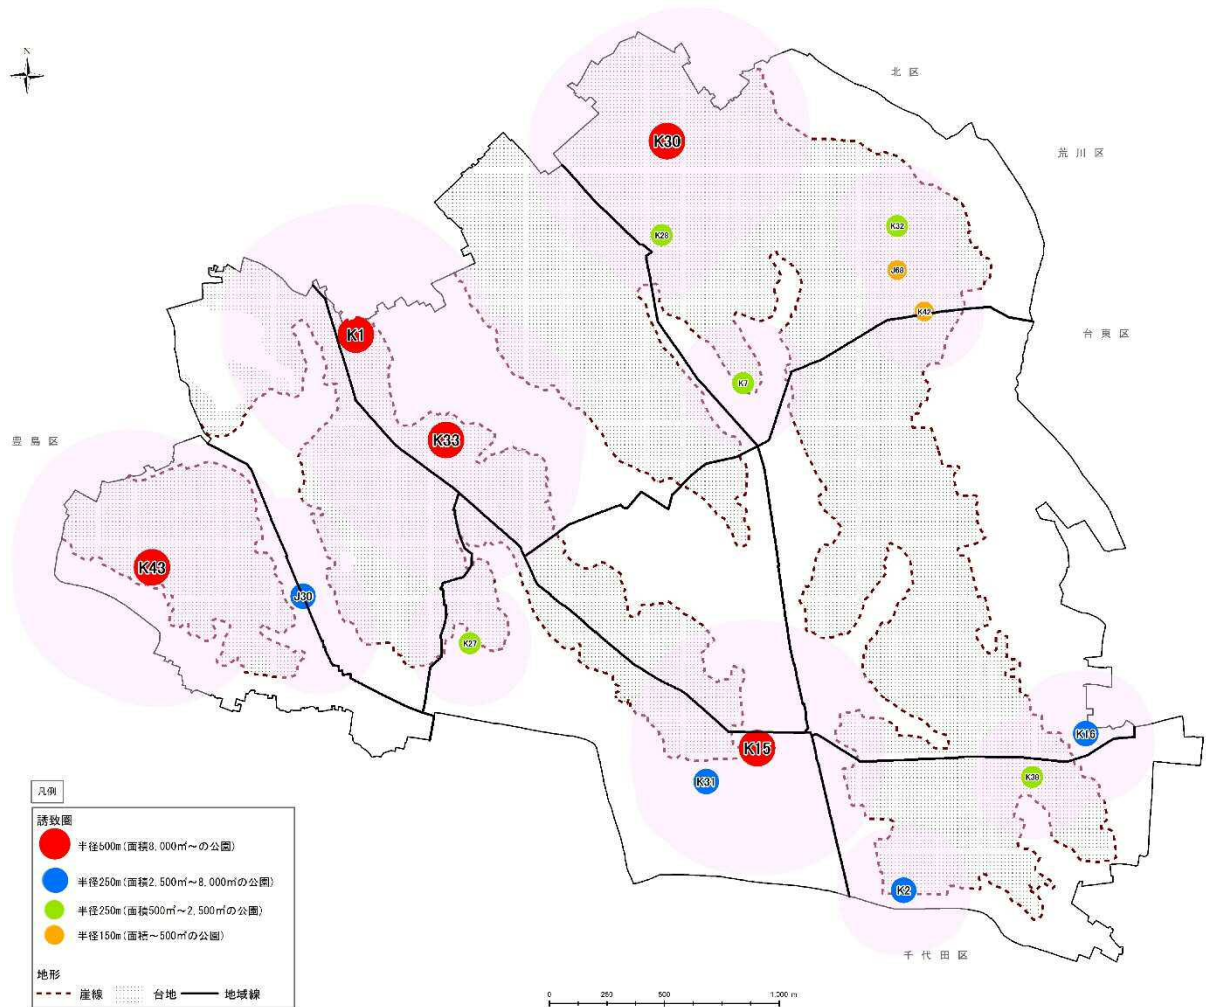 N
北区
荒川区
K30
K28
K32
J68
K42
K1
台東区
K7
豊島区
K33
K43
J30
K27
K16
K15
K38
K31
K2
千代田区
凡例
誘致圏
半径500m(面積8,000㎡～の公園)
半径250m(面積2,500㎡～8,000㎡の公園)
半径250m(面積500㎡～2,500㎡の公園)
半径150m(面積～500㎡の公園)
地形
崖線 台地 地域線
0 250 500 1,000 m